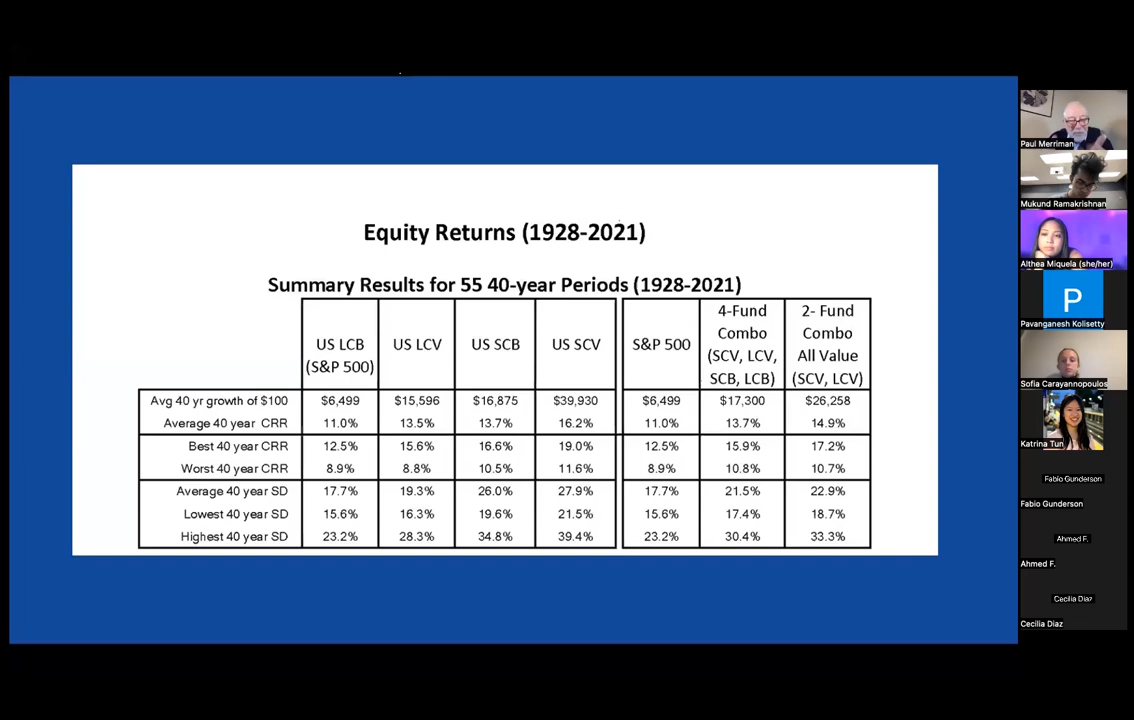 Equity Returns (1928-2021)
Summary Results for 55 40-year Periods (1928-2021)
US LCB (S&P 500) US LCV US SCB US SCV S&P 500 4-Fund Combo (SCV, LCV, SCB, LCB) 2- Fund Combo All Value (SCV, LCV)
Avg 40 yr growth of $100 $6,499 $15,596 $16,875 $39,930 $6,499 $17,300 $26,258
Average 40 year CRR 11.0% 13.5% 13.7% 16.2% 11.0% 13.7% 14.9%
Best 40 year CRR 12.5% 15.6% 16.6% 19.0% 12.5% 15.9% 17.2%
Worst 40 year CRR 8.9% 8.8% 10.5% 11.6% 8.9% 10.8% 10.7%
Average 40 year SD 17.7% 19.3% 26.0% 27.9% 17.7% 21.5% 22.9%
Lowest 40 year SD 15.6% 16.3% 19.6% 21.5% 15.6% 17.4% 18.7%
Highest 40 year SD 23.2% 28.3% 34.8% 39.4% 23.2% 30.4% 33.3%
Paul Merriman
Mukund Ramakrishnan
Althea Miquela (she/her)
P
Pavanganesh Kolisetty
Sofia Carayannopoulos
Katrina Tun
Fabio Gunderson
Fabio Gunderson
Ahmed F.
Ahmed F.
Cecilia Diaz
Cecilia Diaz